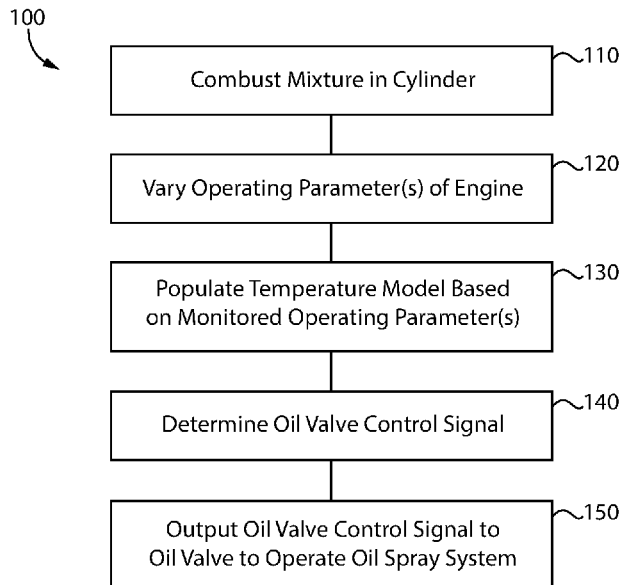 100
Combust Mixture in Cylinder
110
Vary Operating Parameter(s) of Engine
120
Populate Temperature Model Based
on Monitored Operating Parameter(s)
130
Determine Oil Valve Control Signal
140
Output Oil Valve Control Signal to
Oil Valve to Operate Oil Spray System
150